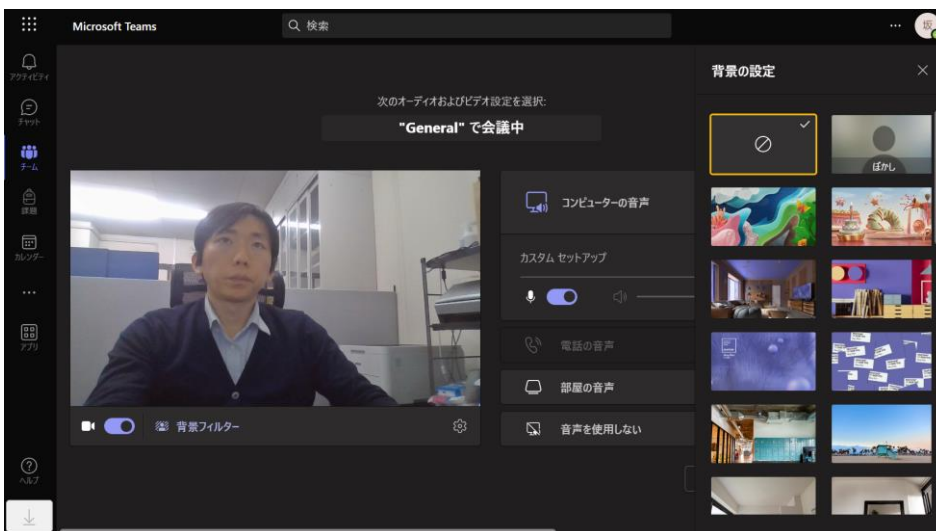 Microsoft Teams
検索
坂
アクティビティ
チャット
チーム
課題
カレンダー
アプリ
ヘルプ
次のオーディオおよびビデオ設定を選択:
"General" で会議中
コンピューターの音声
カスタム セットアップ
電話の音声
部屋の音声
音声を使用しない
背景フィルター
背景の設定
ぼかし